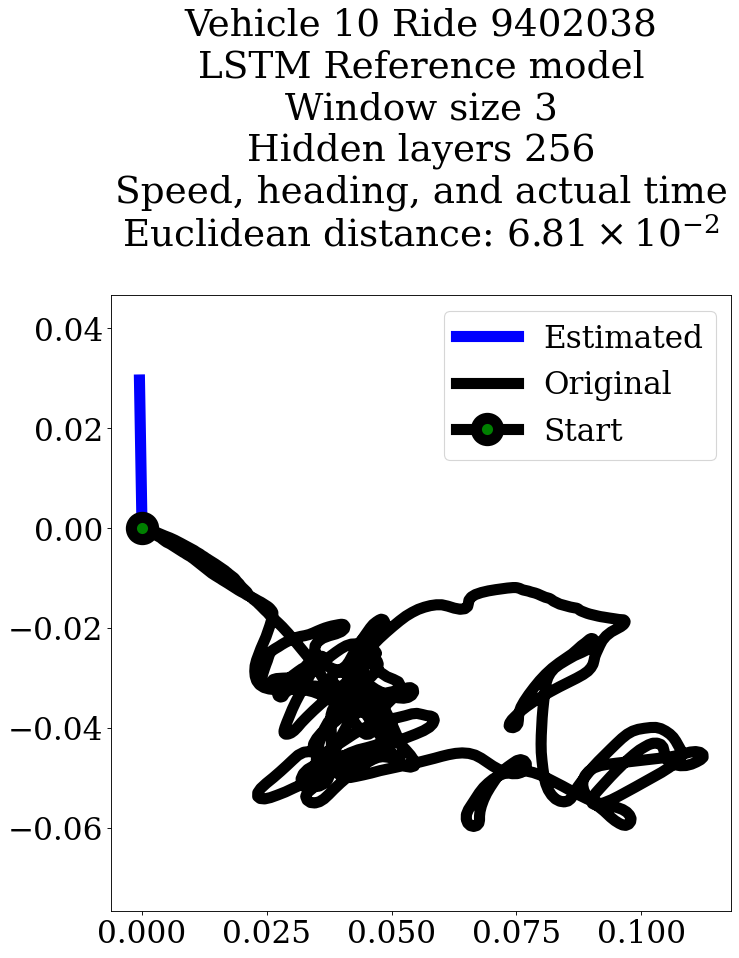 Vehicle 10 Ride 9402038
LSTM Reference model
Window size 3
Hidden layers 256
Speed, heading, and actual time
Euclidean distance: 6.81 × 10⁻²
Estimated
Original
Start
0.04
0.02
0.00
−0.02
−0.04
−0.06
0.000 0.025 0.050 0.075 0.100